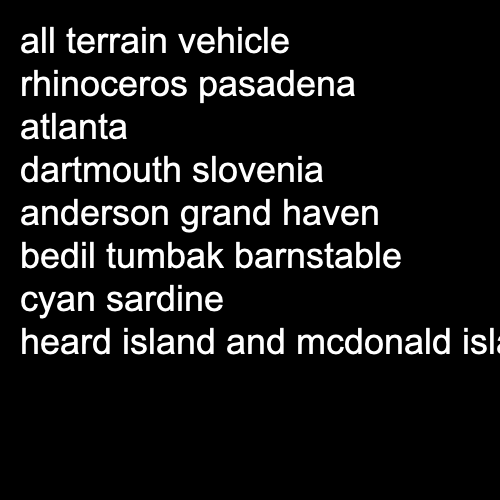 all terrain vehicle
rhinoceros pasadena
atlanta
dartmouth slovenia
anderson grand haven
bedil tumbak barnstable
cyan sardine
heard island and mcdonald